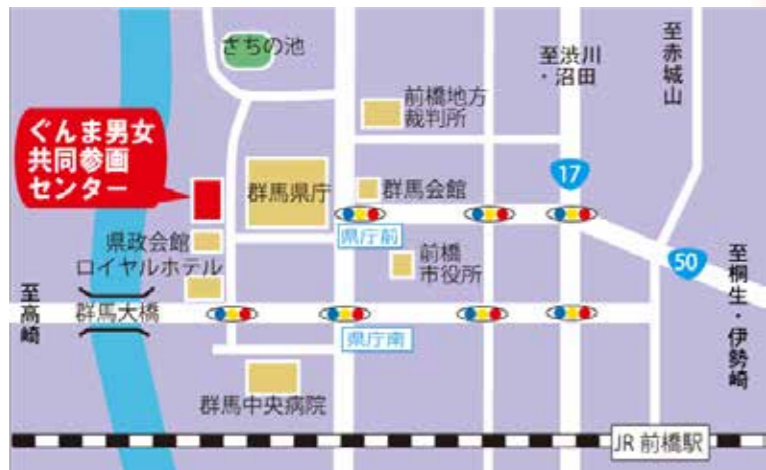 さちの池
至渋川
・沼田
至赤城山
前橋地方
裁判所
ぐんま男女
共同参画
センター
17
群馬県庁
群馬会館
県庁前
県政会館
前橋
市役所
50
ロイヤルホテル
至高崎
群馬大橋
至桐生・伊勢崎
県庁南
群馬中央病院
JR 前橋駅